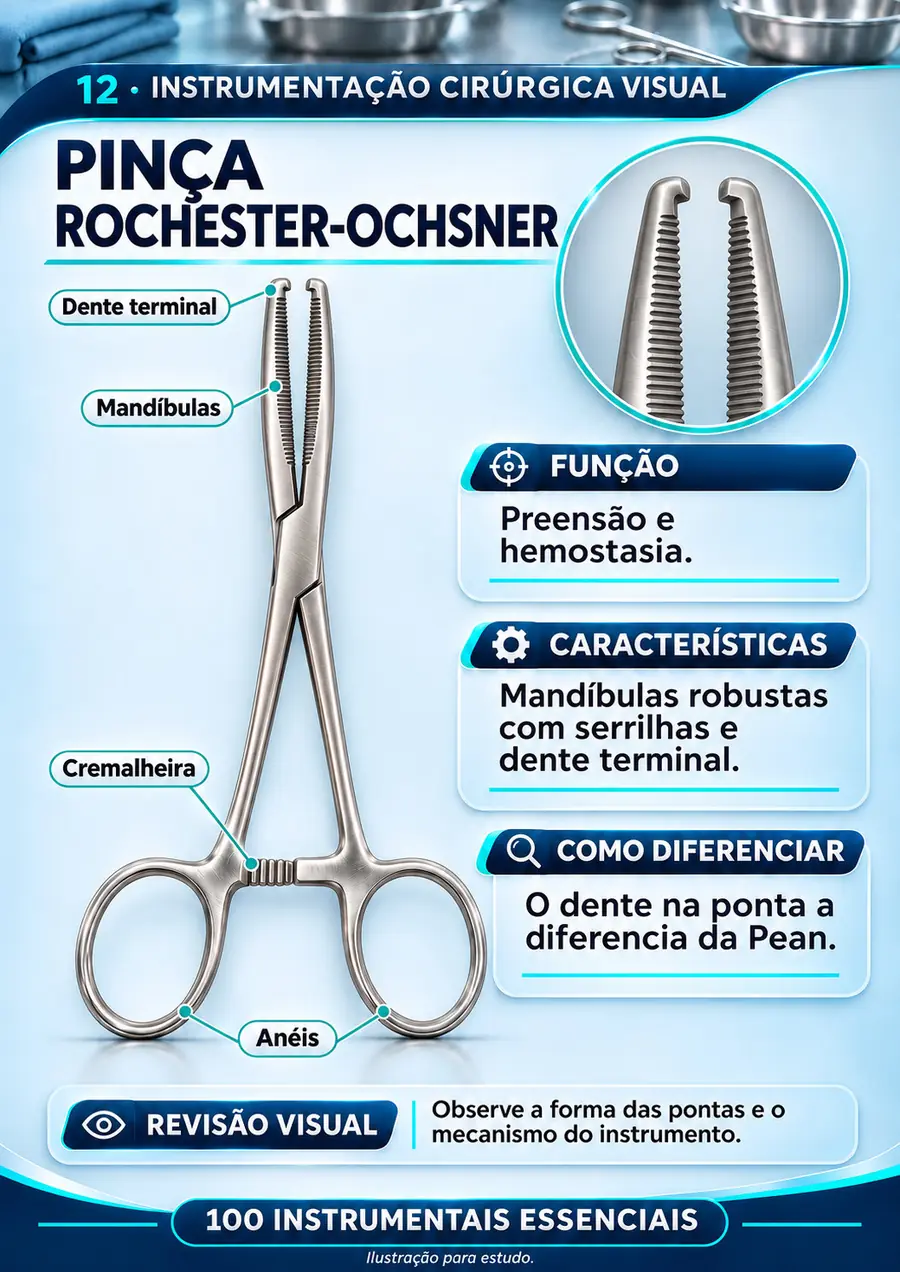 12 · INSTRUMENTAÇÃO CIRÚRGICA VISUAL
PINÇA
ROCHESTER-OCHSNER
Dente terminal
Mandíbulas
Cremalheira
Anéis
FUNÇÃO
Preensão e
hemostasia.
CARACTERÍSTICAS
Mandíbulas robustas
com serrilhas e
dente terminal.
COMO DIFERENCIAR
O dente na ponta a
diferencia da Pean.
REVISÃO VISUAL
Observe a forma das pontas e o
mecanismo do instrumento.
100 INSTRUMENTAIS ESSENCIAIS
Ilustração para estudo.